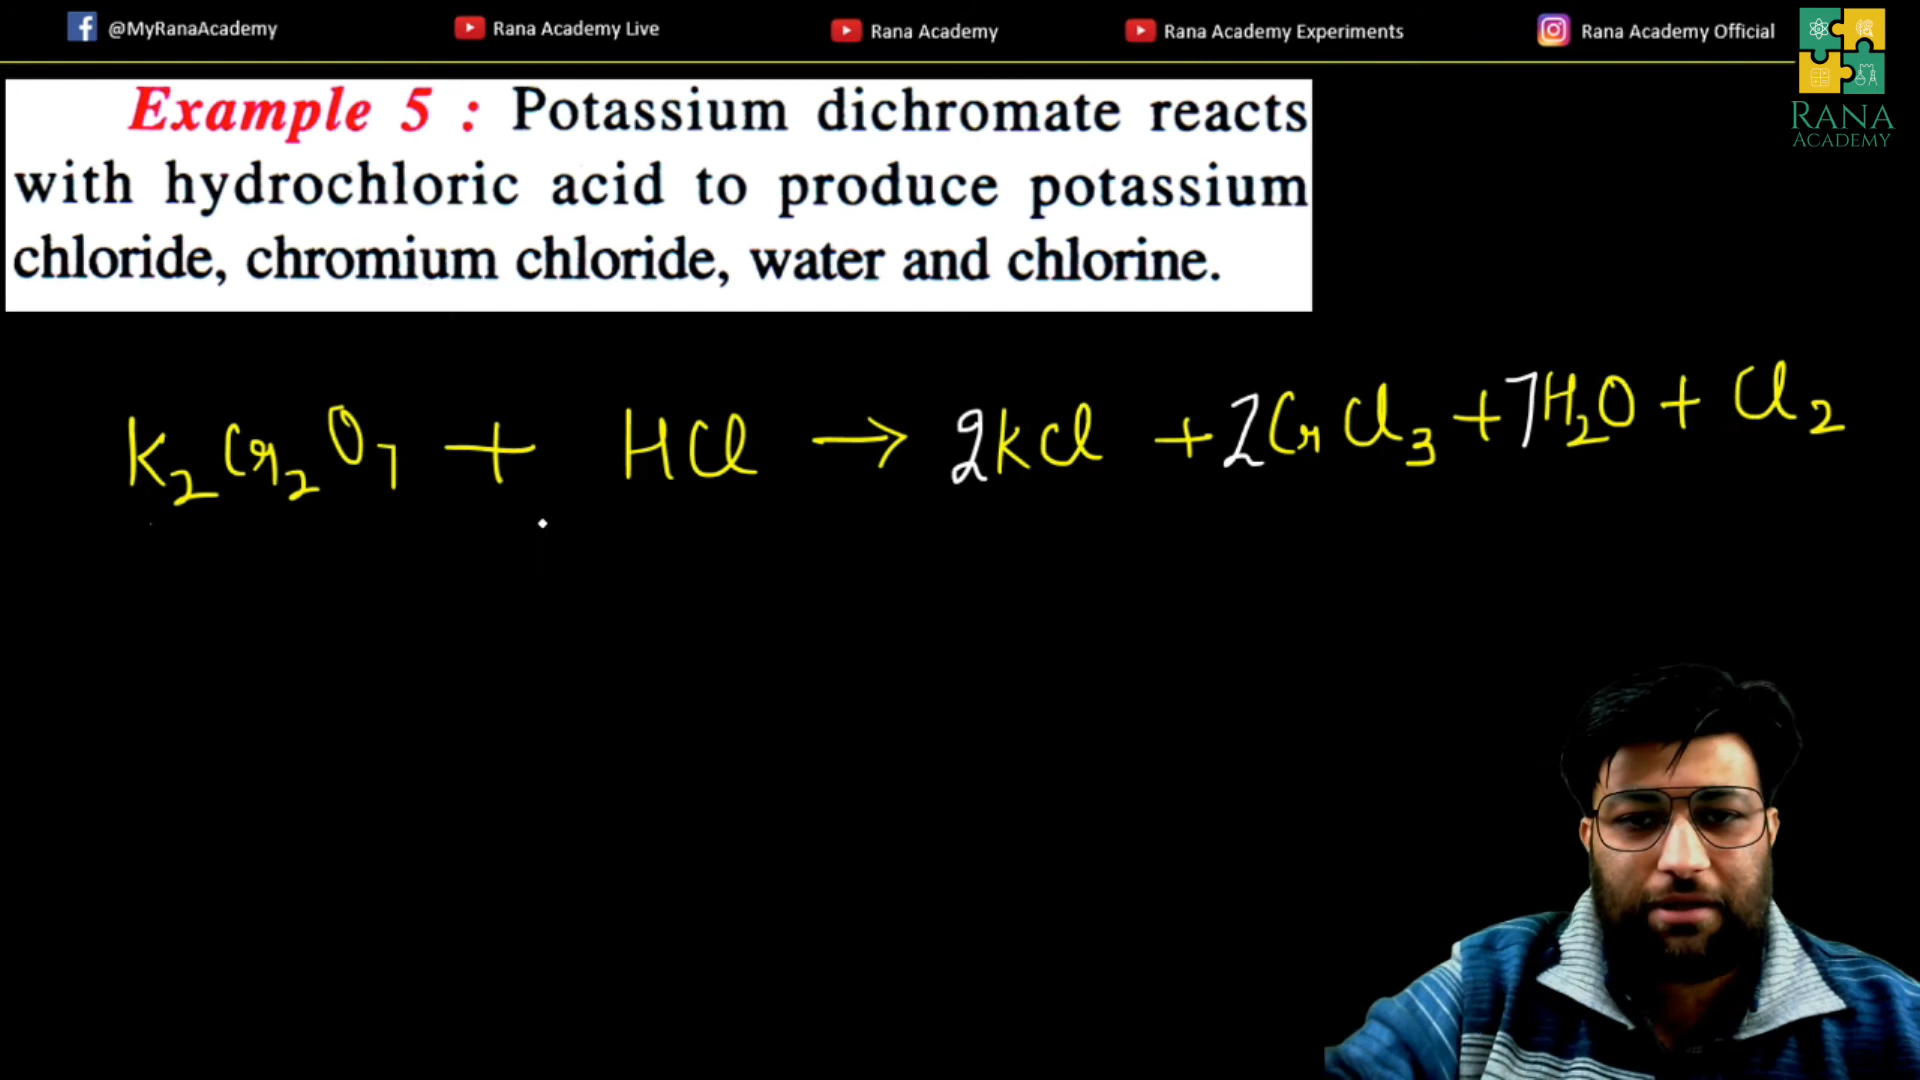 @MyRanaAcademy Rana Academy Live Rana Academy Rana Academy Experiments Rana Academy Official
RANA
ACADEMY
Example 5 : Potassium dichromate reacts
with hydrochloric acid to produce potassium
chloride, chromium chloride, water and chlorine.
K₂Cr₂O₇ + HCl → 2KCl + 2CrCl₃ + 7H₂O + Cl₂